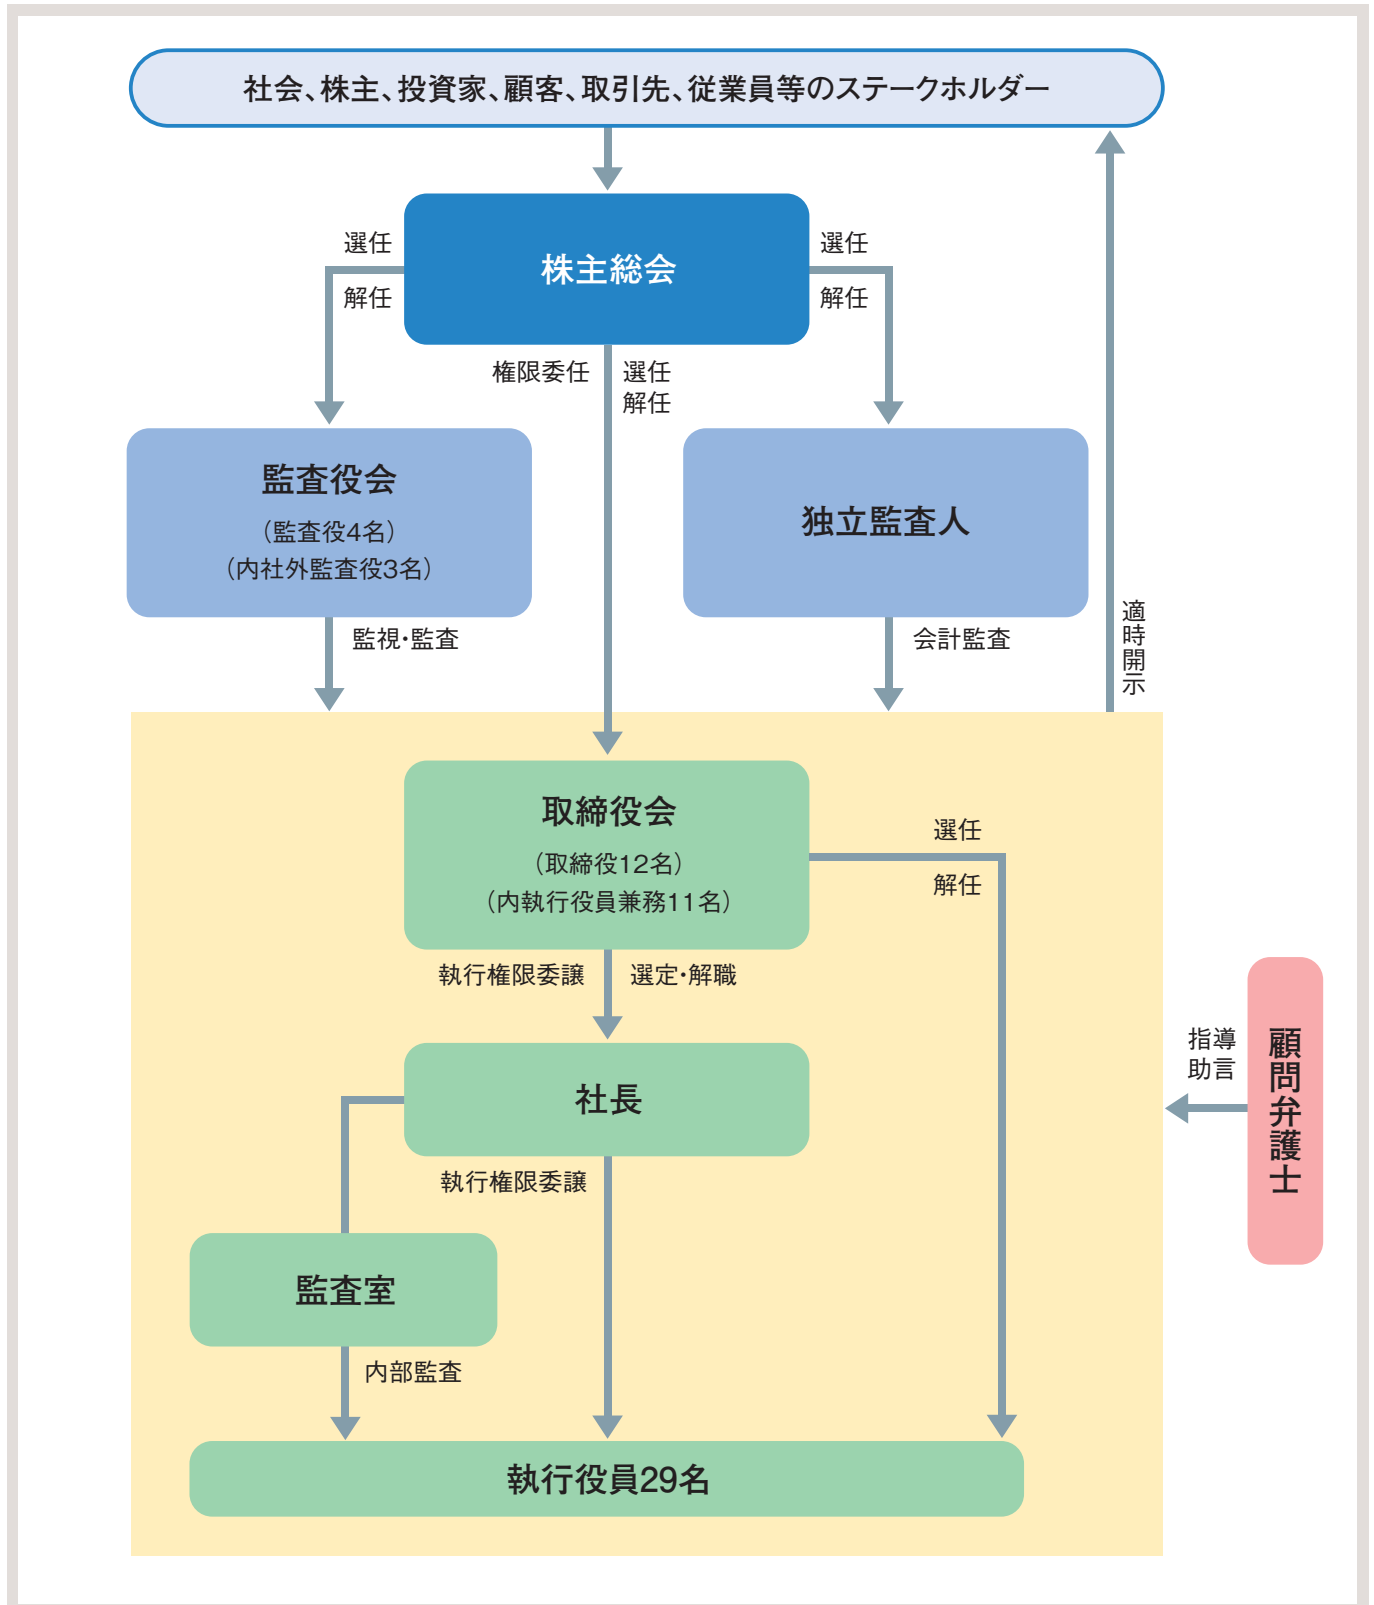 社会、株主、投資家、顧客、取引先、従業員等のステークホルダー
株主総会
選任
解任
選任
解任
権限委任
選任
解任
監査役会
（監査役4名）
（内社外監査役3名）
独立監査人
監視・監査
会計監査
適時開示
取締役会
（取締役12名）
（内執行役員兼務11名）
選任
解任
執行権限委譲
選定・解職
社長
指導
助言
顧問弁護士
執行権限委譲
監査室
内部監査
執行役員29名